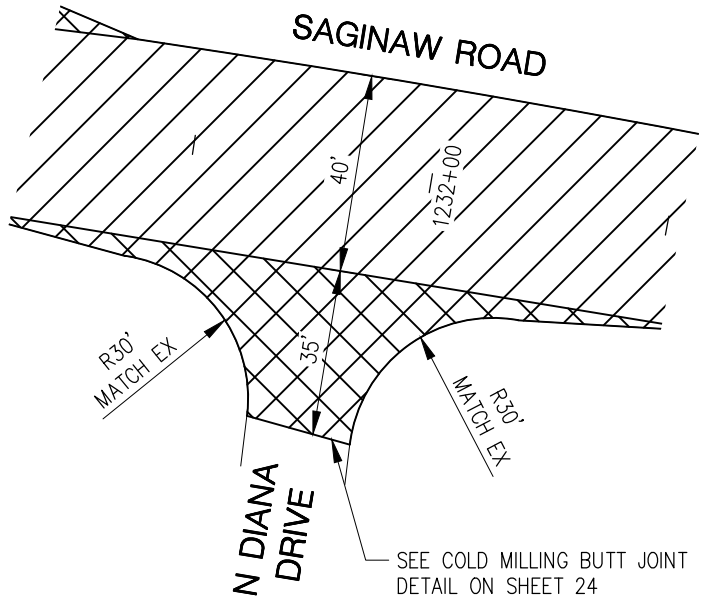 SAGINAW ROAD
40'
1232+00
35'
R30'
MATCH EX
R30'
MATCH EX
N DIANA
DRIVE
SEE COLD MILLING BUTT JOINT
DETAIL ON SHEET 24